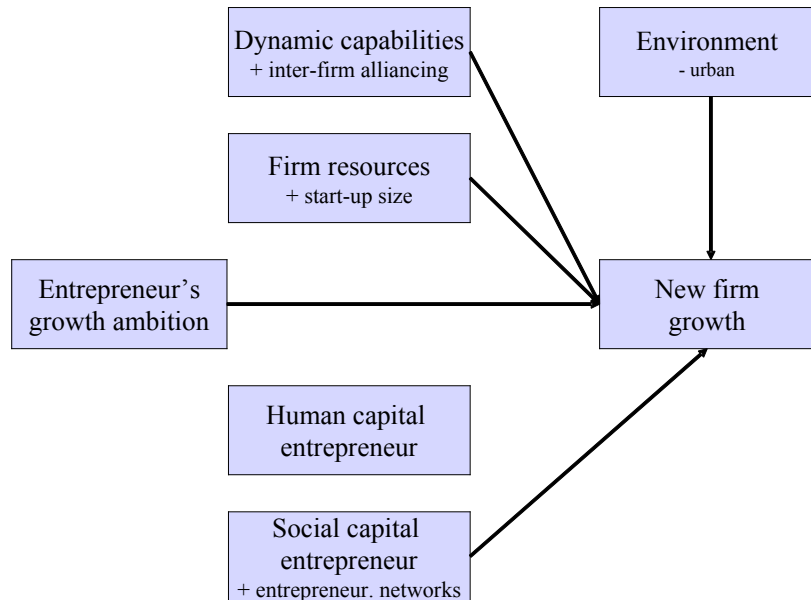 Dynamic capabilities
+ inter-firm alliancing
Environment
- urban
Firm resources
+ start-up size
Entrepreneur’s
growth ambition
New firm
growth
Human capital
entrepreneur
Social capital
entrepreneur
+ entrepreneur. networks